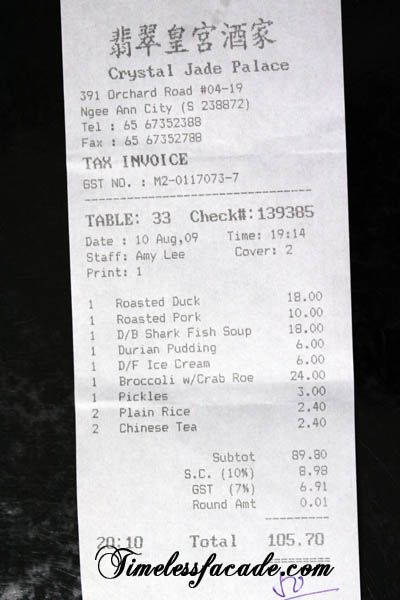 翡翠皇宮酒家
Crystal Jade Palace
391 Orchard Road #04-19
Ngee Ann City (S 238872)
Tel : 65 67352388
Fax : 65 67352788
TAX INVOICE
GST NO. : M2-0117073-7
TABLE: 33 Check#: 139385
Date : 10 Aug,09 Time: 19:14
Staff: Amy Lee Cover: 2
Print: 1
1 Roasted Duck 18.00
1 Roasted Pork 10.00
1 D/B Shark Fish Soup 18.00
1 Durian Pudding 6.00
1 D/F Ice Cream 6.00
1 Broccoli w/Crab Roe 24.00
1 Pickles 3.00
2 Plain Rice 2.40
2 Chinese Tea 2.40
Subtot 89.80
S.C. (10%) 8.98
GST (7%) 6.91
Round Amt 0.01
20:10 Total 105.70
Timelessfacade.com